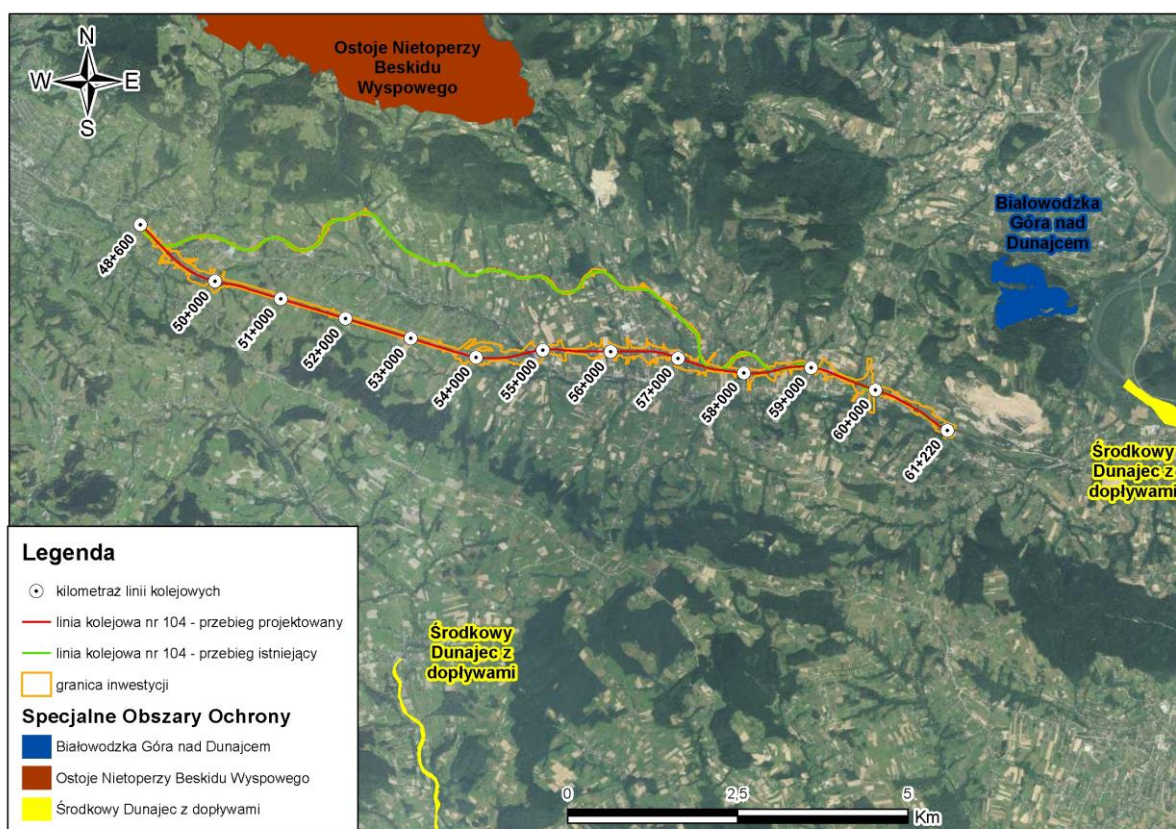 N
W
E
S
Ostoje Nietoperzy
Beskidu
Wyspowego
Białowodzka
Góra nad
Dunajcem
48+600
50+000
51+000
52+000
53+000
54+000
55+000
56+000
57+000
58+000
59+000
60+000
61+220
Środkowy
Dunajec z
dopływami
Środkowy
Dunajec z
dopływami
Legenda
kilometraż linii kolejowych
linia kolejowa nr 104 - przebieg projektowany
linia kolejowa nr 104 - przebieg istniejący
granica inwestycji
Specjalne Obszary Ochrony
Białowodzka Góra nad Dunajcem
Ostoje Nietoperzy Beskidu Wyspowego
Środkowy Dunajec z dopływami
0
2,5
5
Km